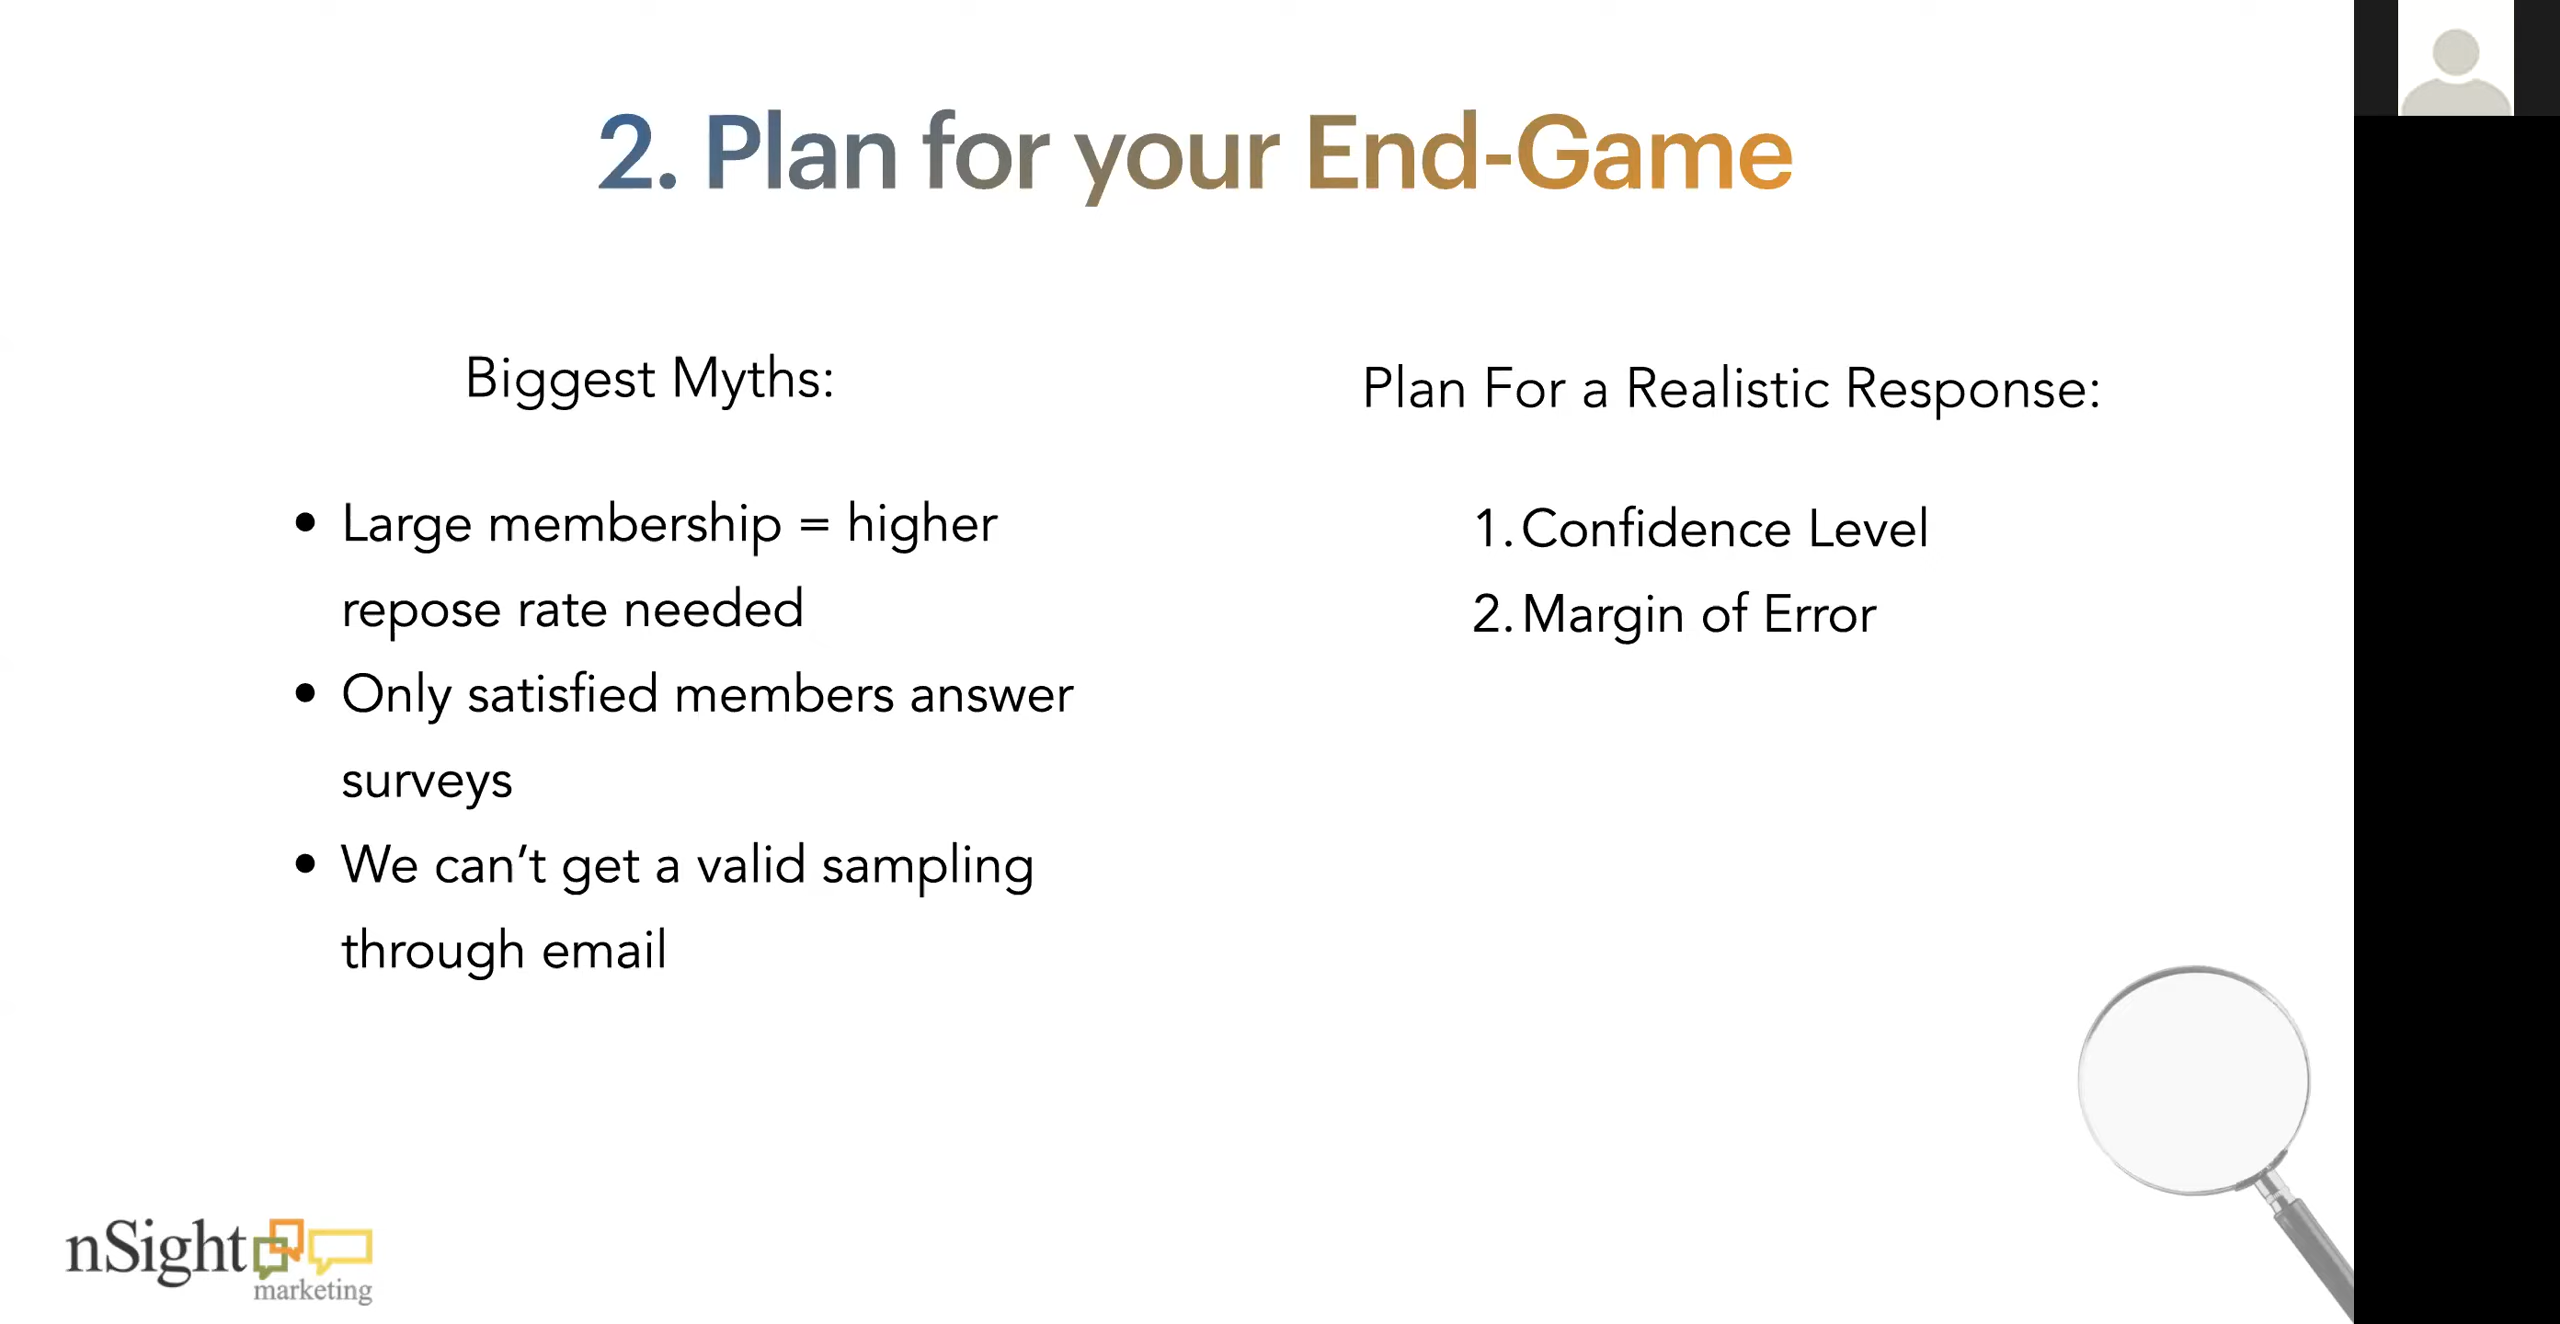 2. Plan for your End-Game
Biggest Myths:
• Large membership = higher
repose rate needed
• Only satisfied members answer
surveys
• We can’t get a valid sampling
through email
Plan For a Realistic Response:
1. Confidence Level
2. Margin of Error
nSight
marketing